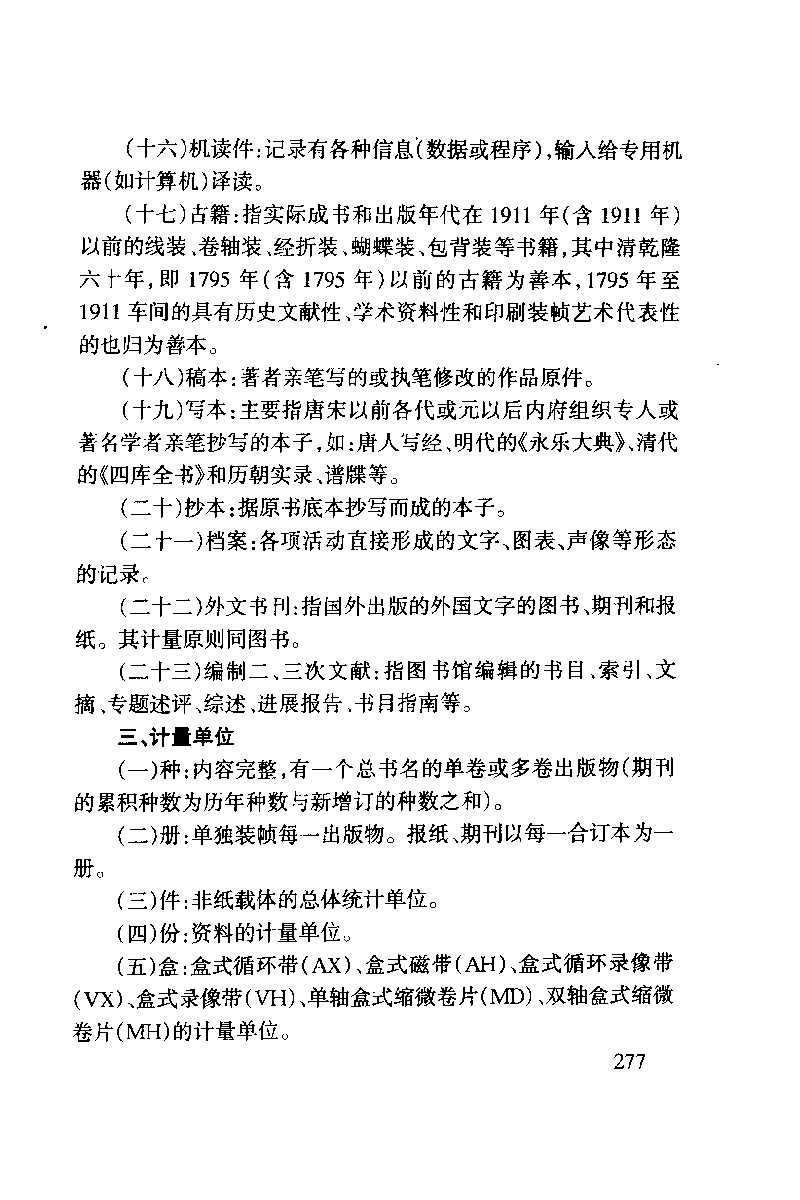 (十六)机读件:记录有各种信息(数据或程序),输入给专用机
器(如计算机)译读。
(十七)古籍:指实际成书和出版年代在 1911 年(含 1911 年)
以前的线装、卷轴装、经折装、蝴蝶装、包背装等书籍,其中清乾隆
六十年,即 1795 年(含 1795 年)以前的古籍为善本,1795 年至
1911 车间的具有历史文献性、学术资料性和印刷装帧艺术代表性
的也归为善本。
(十八)稿本:著者亲笔写的或执笔修改的作品原件。
(十九)写本:主要指唐宋以前各代或元以后内府组织专人或
著名学者亲笔抄写的本子,如:唐人写经、明代的《永乐大典》、清代
的《四库全书》和历朝实录、谱牒等。
(二十)抄本:据原书底本抄写而成的本子。
(二十一)档案:各项活动直接形成的文字、图表、声像等形态
的记录。
(二十二)外文书刊:指国外出版的外国文字的图书、期刊和报
纸。其计量原则同图书。
(二十三)编制二、三次文献:指图书馆编辑的书目、索引、文
摘、专题述评、综述、进展报告、书目指南等。
三、计量单位
(一)种:内容完整,有一个总书名的单卷或多卷出版物(期刊
的累积种数为历年种数与新增订的种数之和)。
(二)册:单独装帧每一出版物。报纸、期刊以每一合订本为一
册。
(三)件:非纸载体的总体统计单位。
(四)份:资料的计量单位。
(五)盒:盒式循环带(AX)、盒式磁带(AH)、盒式循环录像带
(VX)、盒式录像带(VH)、单轴盒式缩微卷片(MD)、双轴盒式缩微
卷片(MH)的计量单位。
277